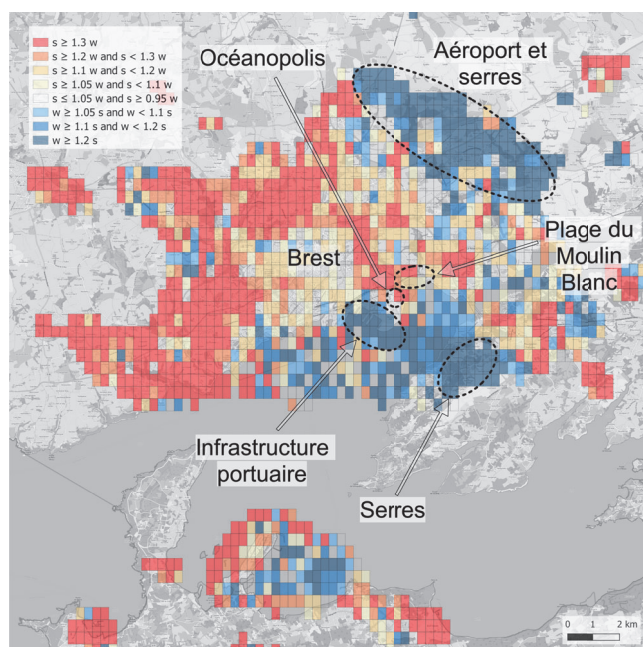 s ≥ 1.3 w
s ≥ 1.2 w and s < 1.3 w
s ≥ 1.1 w and s < 1.2 w
s ≥ 1.05 w and s < 1.1 w
s ≤ 1.05 w and s ≥ 0.95 w
w ≥ 1.05 s and w < 1.1 s
w ≥ 1.1 s and w < 1.2 s
w ≥ 1.2 s
Océanopolis
Aéroport et
serres
Plage du
Moulin
Blanc
Brest
Infrastructure
portuaire
Serres
0 1 2 km